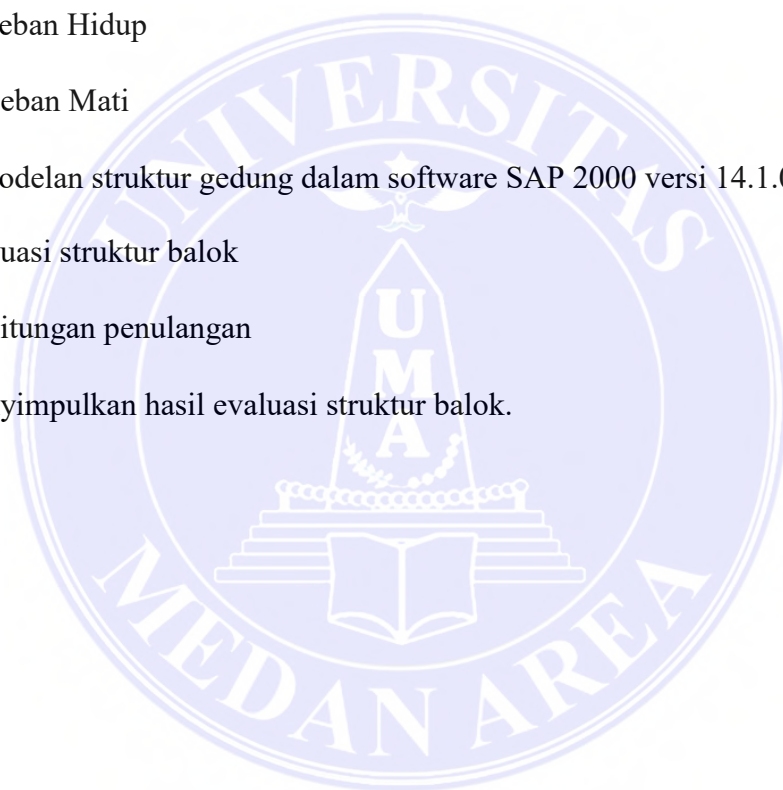 eban Hidup
eban Mati
odelan struktur gedung dalam software SAP 2000 versi 14.1.0
uasi struktur balok
itungan penulangan
yimpulkan hasil evaluasi struktur balok.
UNIVERSITAS
UMA
MEDAN AREA